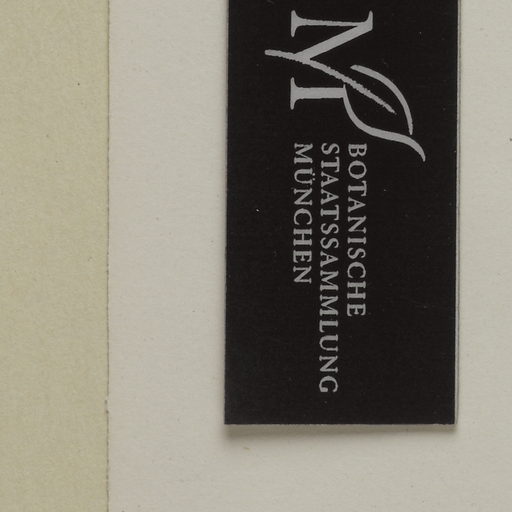 M
BOTANISCHE
STAATSSAMMLUNG
MÜNCHEN